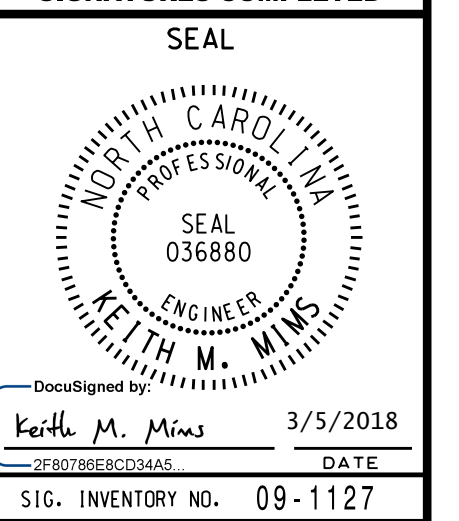 SIGNATURES COMPLETED
SEAL
NORTH CAROLINA
PROFESSIONAL
SEAL
036880
ENGINEER
KEITH M. MIMS
DocuSigned by:
Keith M. Mims
3/5/2018
2F80786E8CD34A5...
DATE
SIG. INVENTORY NO. 09-1127